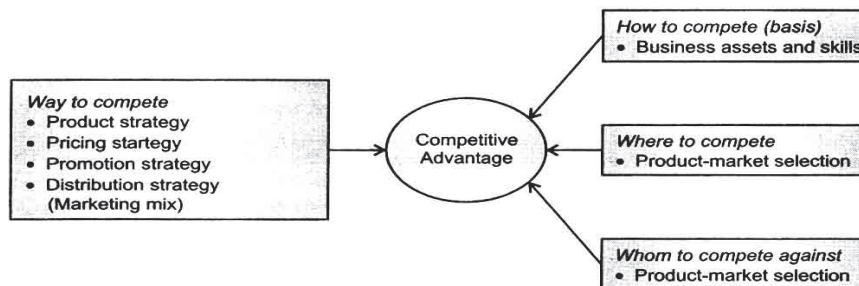 Way to compete
• Product strategy
• Pricing startegy
• Promotion strategy
• Distribution strategy
(Marketing mix)
Competitive
Advantage
How to compete (basis)
• Business assets and skills
Where to compete
• Product-market selection
Whom to compete against
• Product-market selection